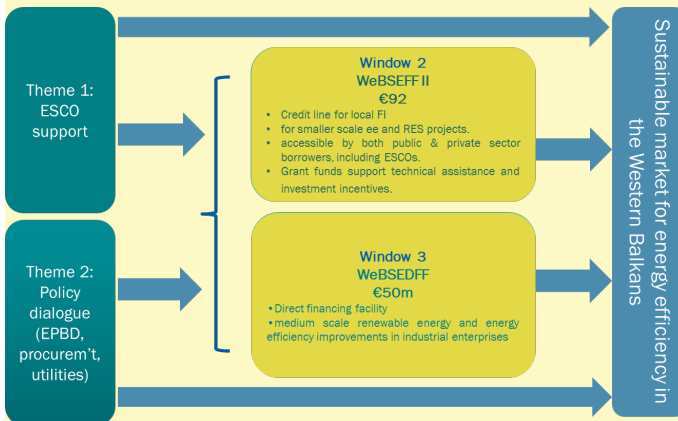 Theme 1:
ESCO
support
Theme 2:
Policy
dialogue
(EPBD,
procurem't,
utilities)
Window 2
WeBSEFF II
€92
• Credit line for local FI
• for smaller scale ee and RES projects.
• accessible by both public & private sector
borrowers, including ESCOs.
• Grant funds support technical assistance and
investment incentives.
Window 3
WeBSEDFF
€50m
•Direct financing facility
•medium scale renewable energy and energy
efficiency improvements in industrial enterprises
Sustainable market for energy efficiency in
the Western Balkans